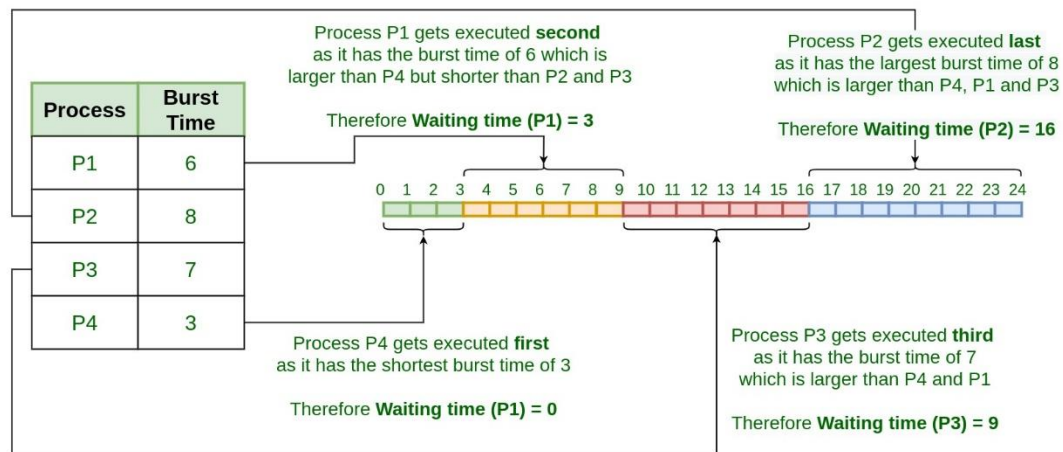 Process P1 gets executed second
as it has the burst time of 6 which is
larger than P4 but shorter than P2 and P3
Therefore Waiting time (P1) = 3
Process P2 gets executed last
as it has the largest burst time of 8
which is larger than P4, P1 and P3
Therefore Waiting time (P2) = 16
Process Burst Time
P1 6
P2 8
P3 7
P4 3
0 1 2 3 4 5 6 7 8 9 10 11 12 13 14 15 16 17 18 19 20 21 22 23 24
Process P4 gets executed first
as it has the shortest burst time of 3
Therefore Waiting time (P1) = 0
Process P3 gets executed third
as it has the burst time of 7
which is larger than P4 and P1
Therefore Waiting time (P3) = 9